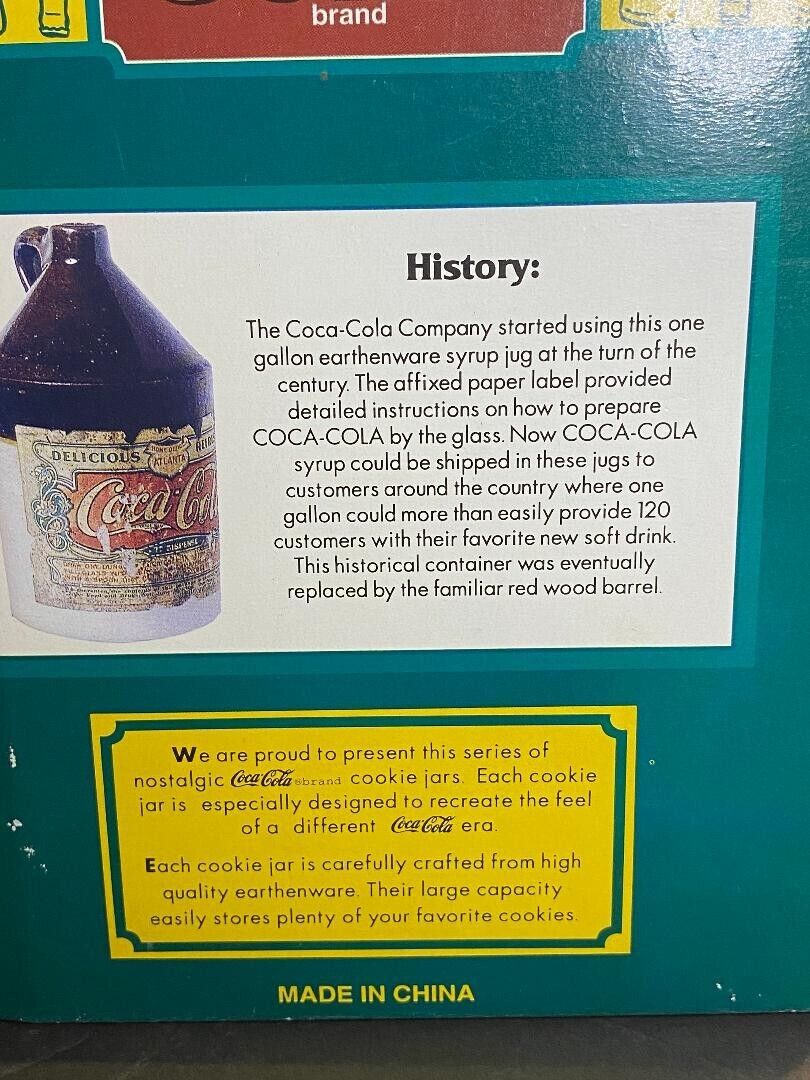 brand
History:
The Coca-Cola Company started using this one
gallon earthenware syrup jug at the turn of the
century. The affixed paper label provided
detailed instructions on how to prepare
COCA-COLA by the glass. Now COCA-COLA
syrup could be shipped in these jugs to
customers around the country where one
gallon could more than easily provide 120
customers with their favorite new soft drink.
This historical container was eventually
replaced by the familiar red wood barrel.
DELICIOUS
ATLANTA
Coca-Co
We are proud to present this series of
nostalgic Coca-Cola ®brand cookie jars. Each cookie
jar is especially designed to recreate the feel
of a different Coca-Cola era.
Each cookie jar is carefully crafted from high
quality earthenware. Their large capacity
easily stores plenty of your favorite cookies.
MADE IN CHINA